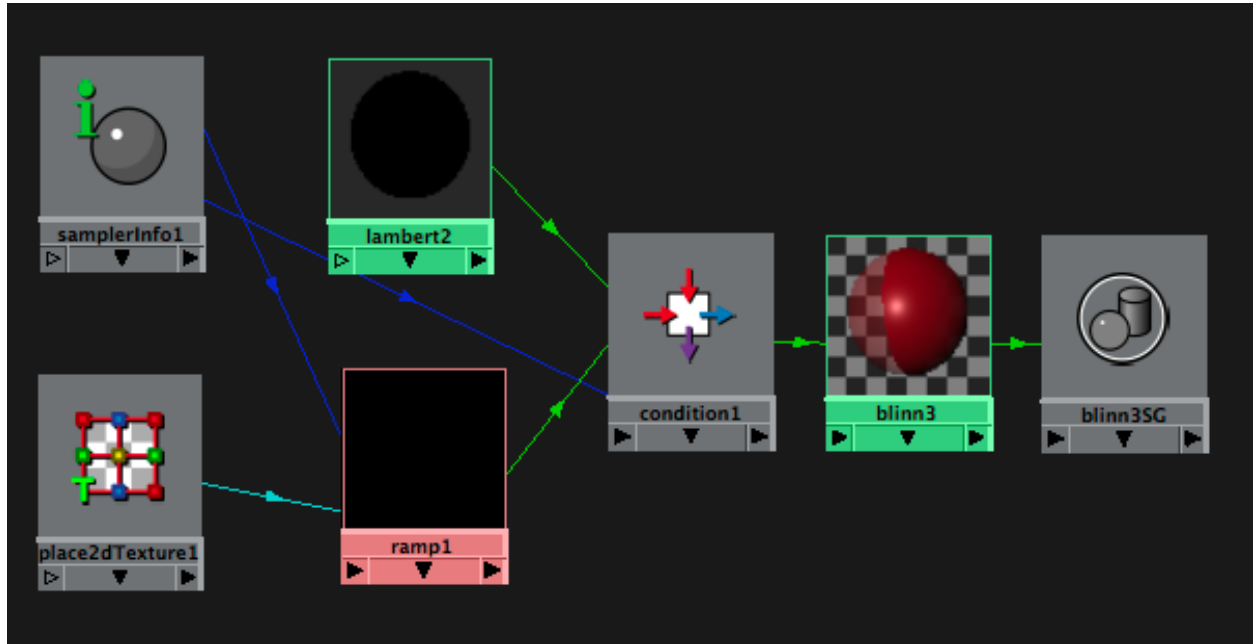 samplerInfo1
lambert2
condition1
blinn3
blinn3SG
place2dTexture1
ramp1